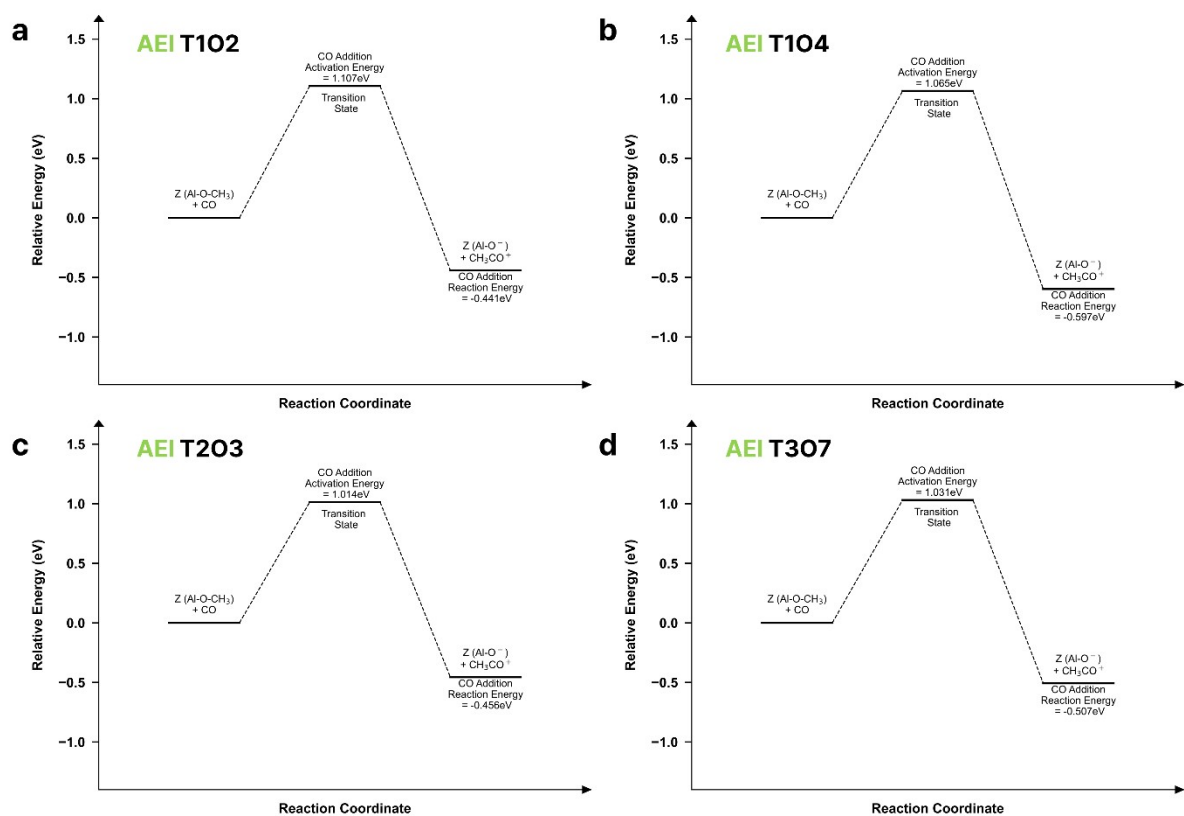 a
AEI T1O2
1.5
1.0
0.5
0.0
−0.5
−1.0
Relative Energy (eV)
CO Addition
Activation Energy
= 1.107eV
Transition
State
Z (Al-O-CH₃)
+ CO
Z (Al-O⁻)
+ CH₃CO⁺
CO Addition
Reaction Energy
= -0.441eV
Reaction Coordinate
b
AEI T1O4
1.5
1.0
0.5
0.0
−0.5
−1.0
Relative Energy (eV)
CO Addition
Activation Energy
= 1.065eV
Transition
State
Z (Al-O-CH₃)
+ CO
Z (Al-O⁻)
+ CH₃CO⁺
CO Addition
Reaction Energy
= -0.597eV
Reaction Coordinate
c
AEI T2O3
1.5
1.0
0.5
0.0
−0.5
−1.0
Relative Energy (eV)
CO Addition
Activation Energy
= 1.014eV
Transition
State
Z (Al-O-CH₃)
+ CO
Z (Al-O⁻)
+ CH₃CO⁺
CO Addition
Reaction Energy
= -0.456eV
Reaction Coordinate
d
AEI T3O7
1.5
1.0
0.5
0.0
−0.5
−1.0
Relative Energy (eV)
CO Addition
Activation Energy
= 1.031eV
Transition
State
Z (Al-O-CH₃)
+ CO
Z (Al-O⁻)
+ CH₃CO⁺
CO Addition
Reaction Energy
= -0.507eV
Reaction Coordinate